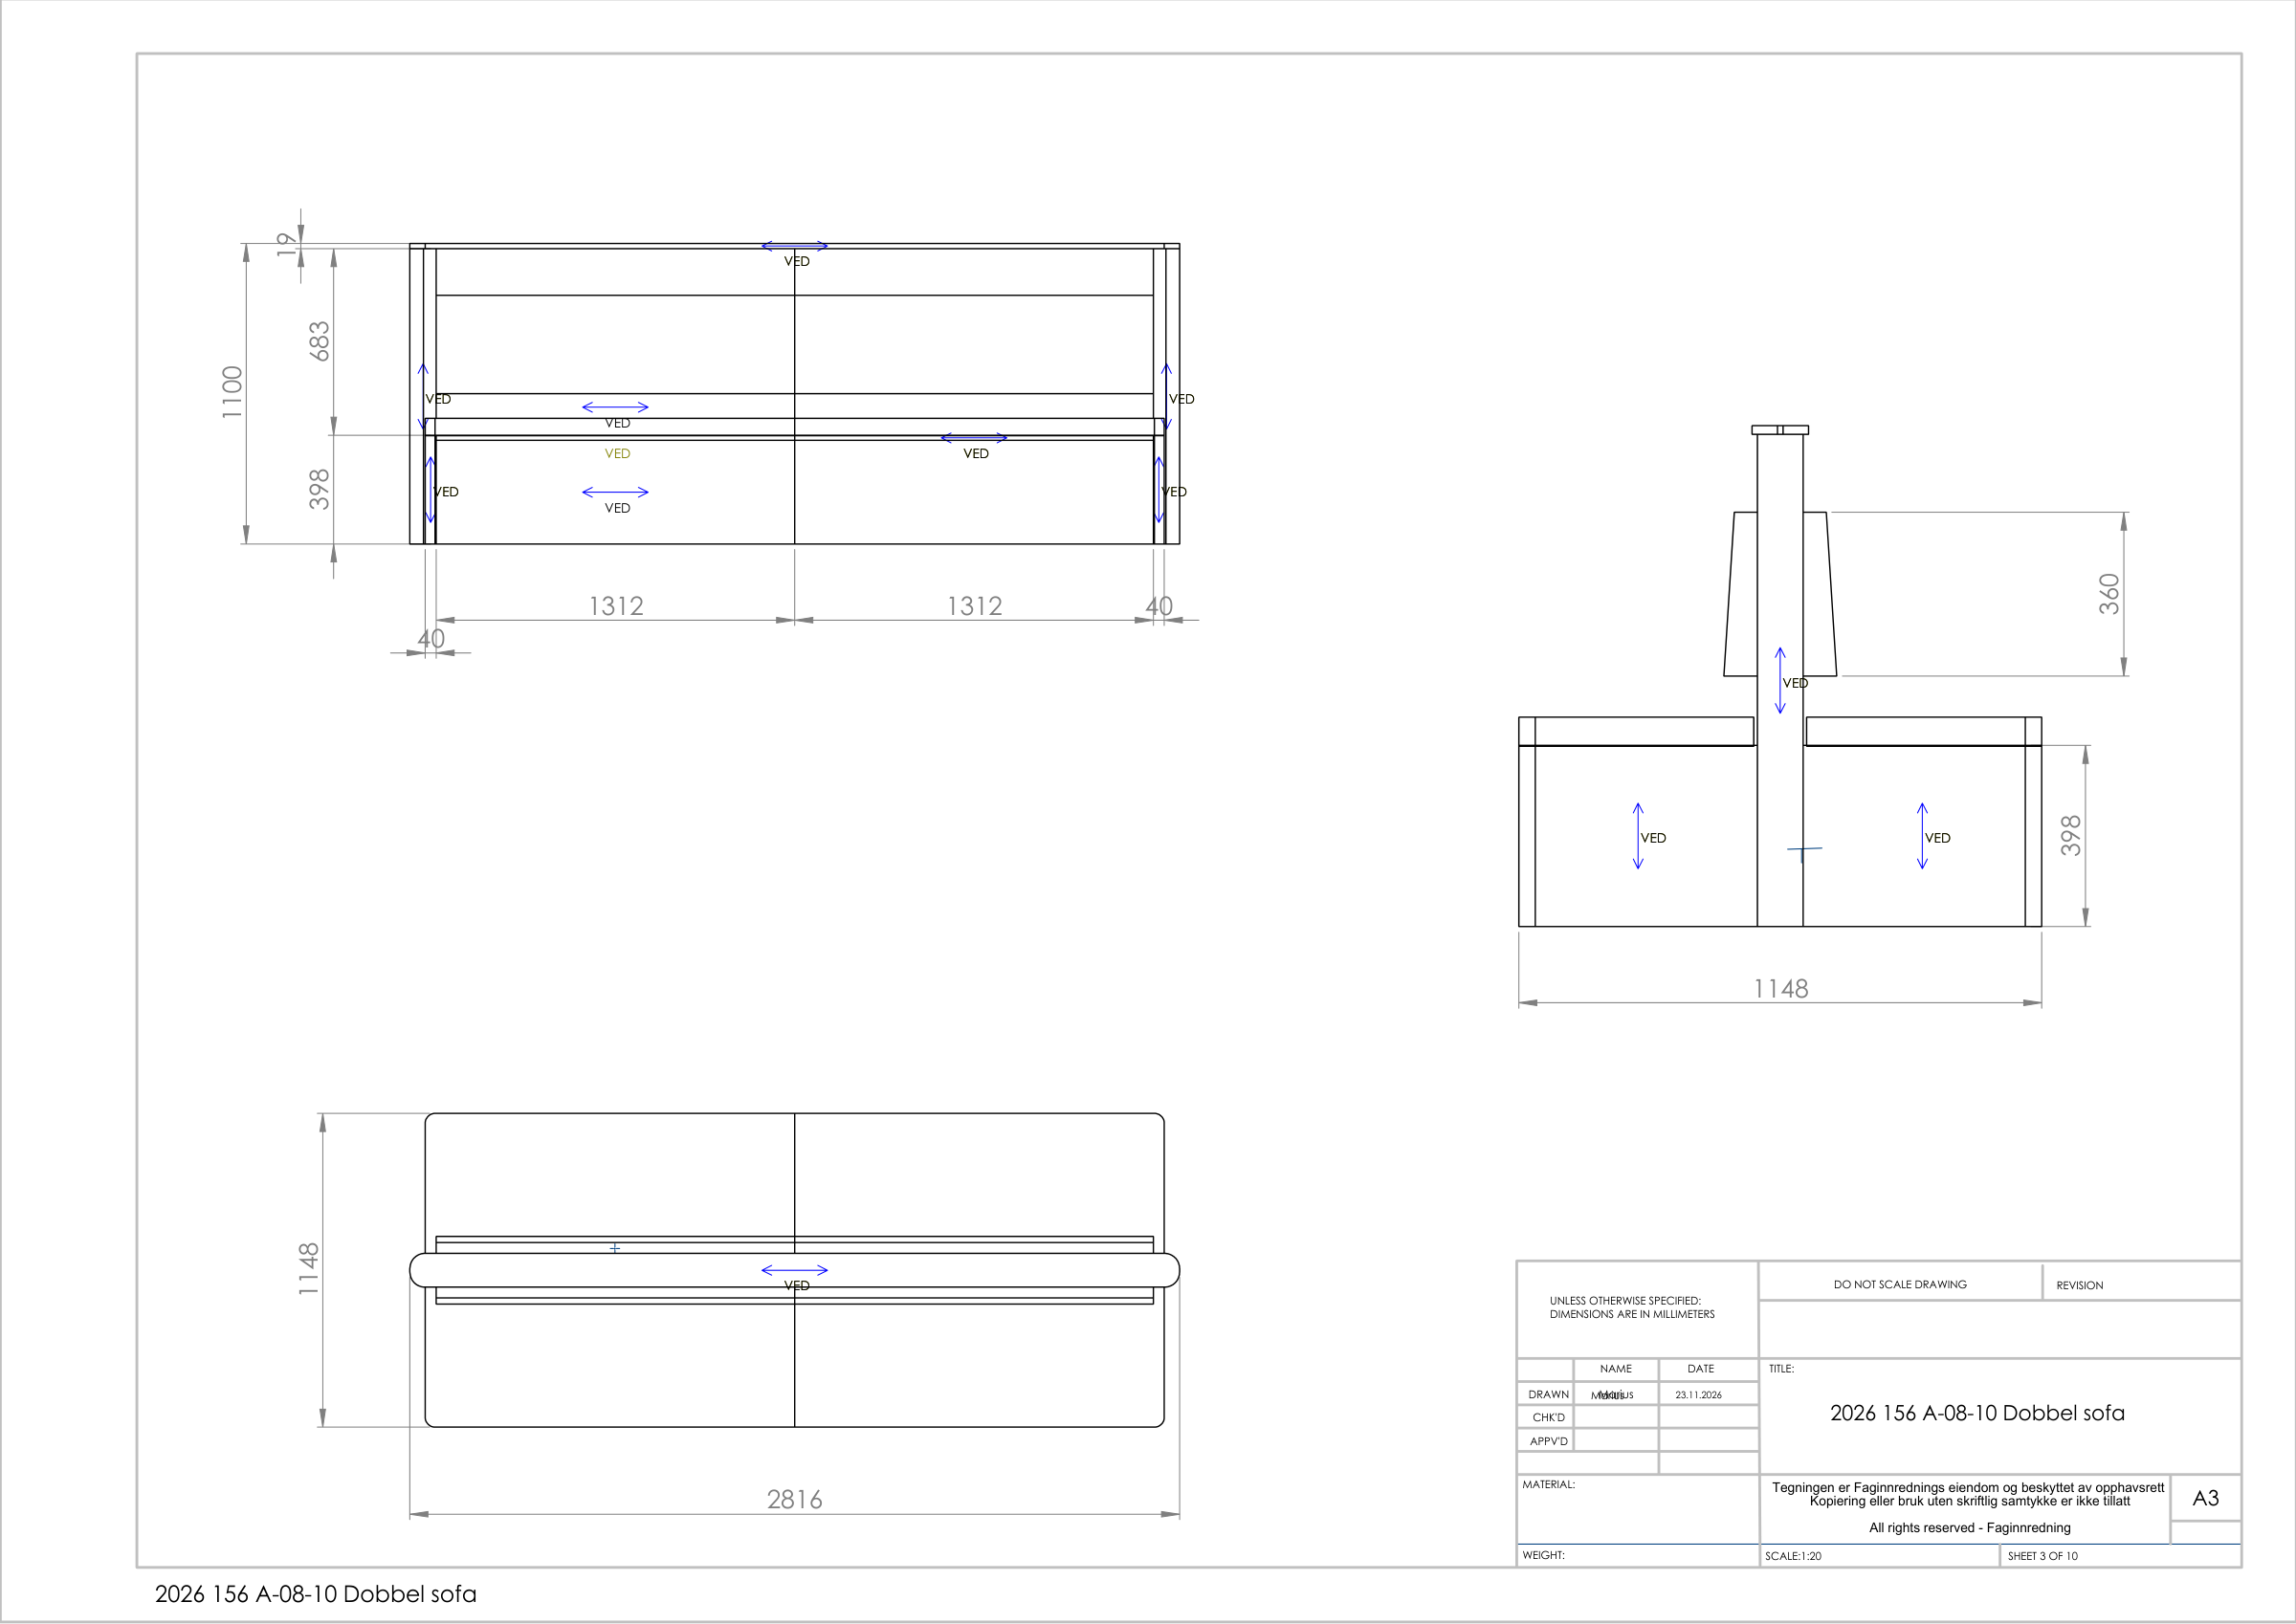 19
VED
683
1100
VED
VED
VED
VED
VED
VED
VED
398
VED
VED
1312
1312
40
40
360
VED
VED
VED
398
1148
1148
VED
2816
UNLESS OTHERWISE SPECIFIED:
DIMENSIONS ARE IN MILLIMETERS
DO NOT SCALE DRAWING
REVISION
NAME
DATE
TITLE:
DRAWN
Marius
23.11.2026
CHK'D
APPV'D
2026 156 A-08-10 Dobbel sofa
MATERIAL:
Tegningen er Faginnrednings eiendom og beskyttet av opphavsrett
Kopiering eller bruk uten skriftlig samtykke er ikke tillatt
All rights reserved - Faginnredning
A3
WEIGHT:
SCALE:1:20
SHEET 3 OF 10
2026 156 A-08-10 Dobbel sofa